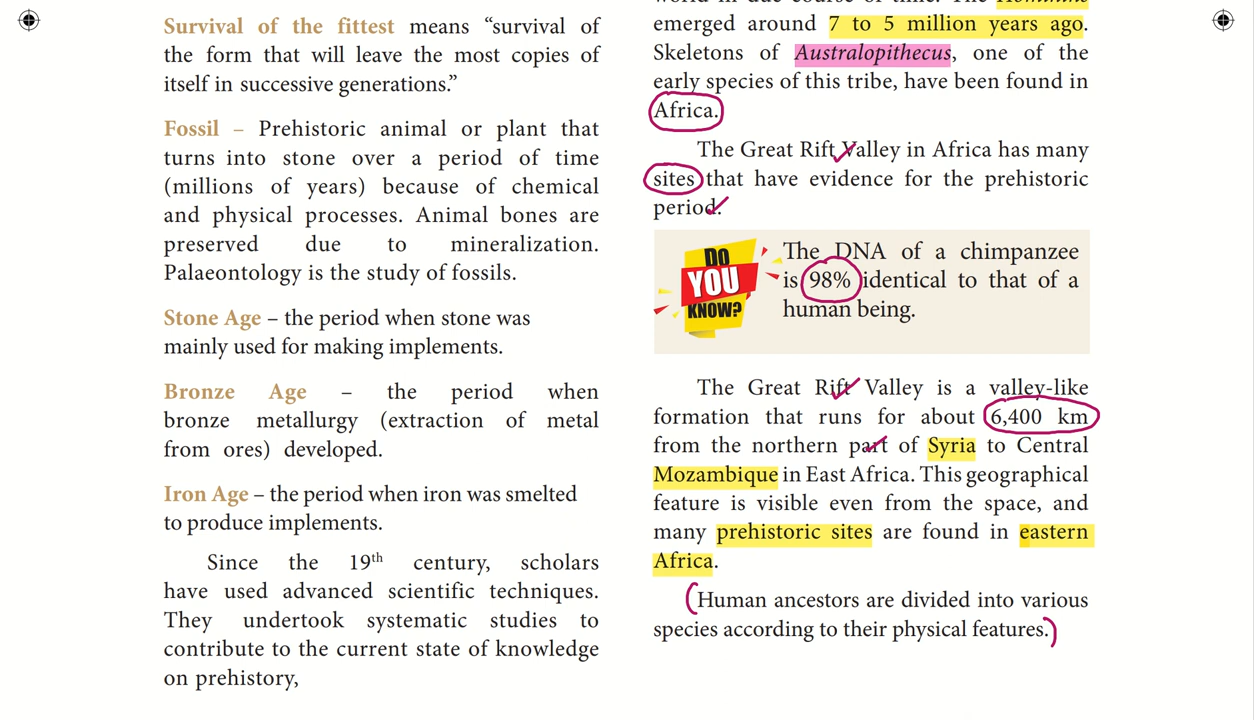 Survival of the fittest means “survival of
the form that will leave the most copies of
itself in successive generations.”
Fossil – Prehistoric animal or plant that
turns into stone over a period of time
(millions of years) because of chemical
and physical processes. Animal bones are
preserved due to mineralization.
Palaeontology is the study of fossils.
Stone Age – the period when stone was
mainly used for making implements.
Bronze Age – the period when
bronze metallurgy (extraction of metal
from ores) developed.
Iron Age – the period when iron was smelted
to produce implements.
Since the 19th century, scholars
have used advanced scientific techniques.
They undertook systematic studies to
contribute to the current state of knowledge
on prehistory,
world in due course of time. The Hominins
emerged around 7 to 5 million years ago.
Skeletons of Australopithecus, one of the
early species of this tribe, have been found in
Africa.
The Great Rift Valley in Africa has many
sites that have evidence for the prehistoric
period.
DO
YOU
KNOW?
The DNA of a chimpanzee
is 98% identical to that of a
human being.
The Great Rift Valley is a valley-like
formation that runs for about 6,400 km
from the northern part of Syria to Central
Mozambique in East Africa. This geographical
feature is visible even from the space, and
many prehistoric sites are found in eastern
Africa.
Human ancestors are divided into various
species according to their physical features.